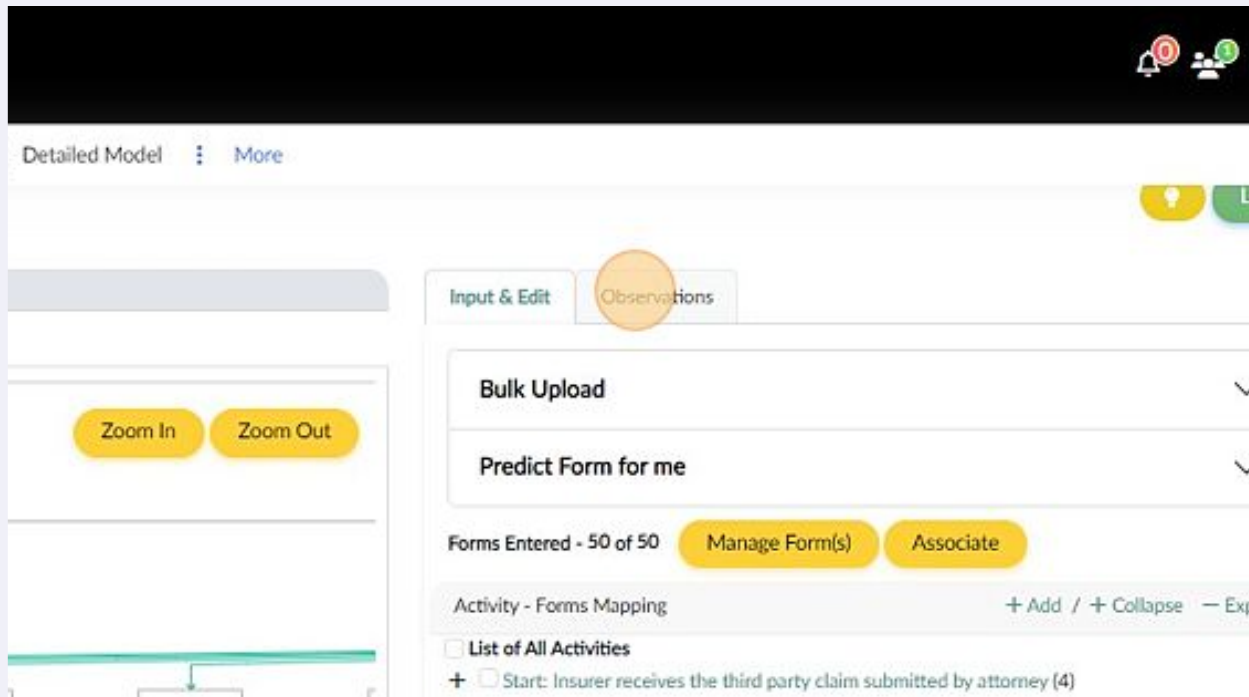 0
1
Detailed Model More
Input & Edit Observations
Bulk Upload
Zoom In Zoom Out
Predict Form for me
Forms Entered - 50 of 50 Manage Form(s) Associate
Activity - Forms Mapping + Add / + Collapse
List of All Activities
+ Start: Insurer receives the third party claim submitted by attorney (4)